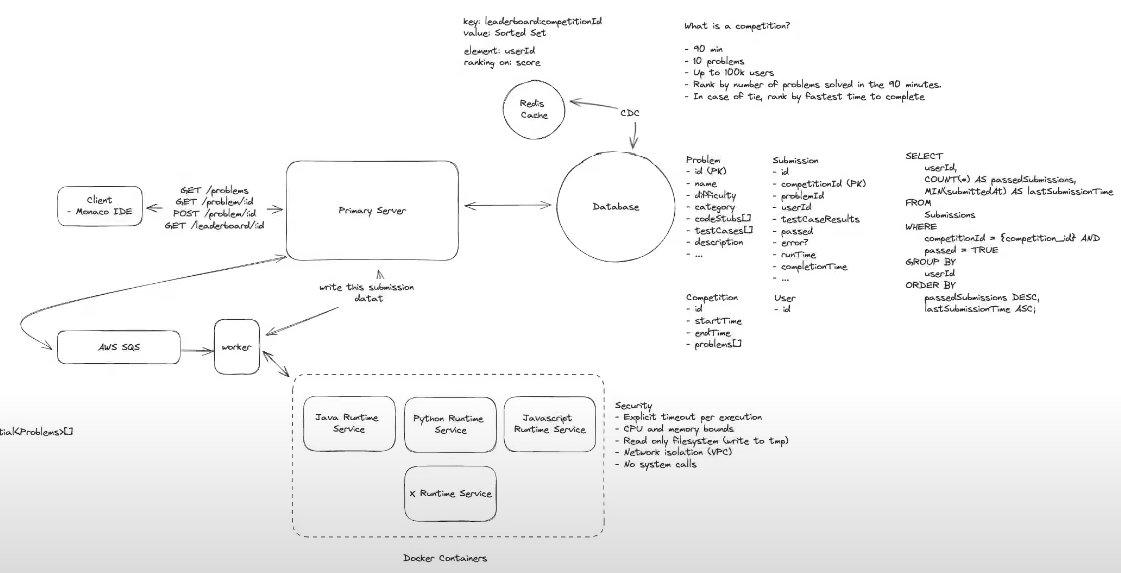 key: leaderboard:competitionId
value: Sorted Set
element: userId
ranking on: score
What is a competition?
- 90 min
- 10 problems
- Up to 100k users
- Rank by number of problems solved in the 90 minutes.
- In case of tie, rank by fastest time to complete
Redis
Cache
CDC
Client
- Monaco IDE
GET /problems
GET /problem/:id
POST /problem/:id
GET /leaderboard/:id
Primary Server
Database
Problem
- id (PK)
- name
- difficulty
- category
- codeStubs[]
- testCases[]
- description
- ...
Submission
- id
- competitionId (PK)
- problemId
- userId
- testCaseResults
- passed
- error?
- runTime
- completionTime
- ...
SELECT
userId,
COUNT(*) AS passedSubmissions,
MIN(submittedAt) AS lastSubmissionTime
FROM
Submissions
WHERE
competitionId = {competition_id} AND
passed = TRUE
GROUP BY
userId
ORDER BY
passedSubmissions DESC,
lastSubmissionTime ASC;
Competition
- id
- startTime
- endTime
- problems[]
User
- id
write this submission
datat
AWS SQS
worker
Java Runtime
Service
Python Runtime
Service
Javascript
Runtime Service
X Runtime Service
Docker Containers
Security
- Explicit timeout per execution
- CPU and memory bounds
- Read only filesystem (write to tmp)
- Network isolation (VPC)
- No system calls
tial<Problems>[]